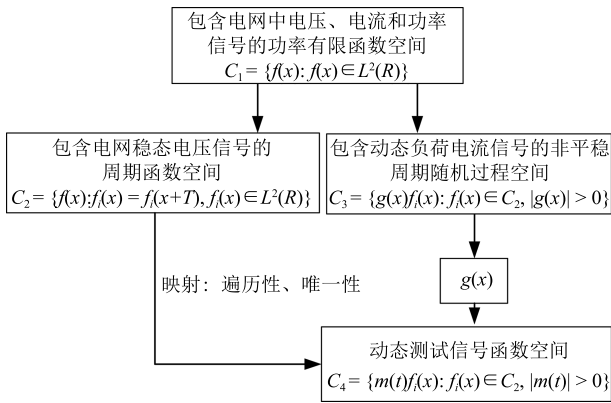 包含电网中电压、电流和功率
信号的功率有限函数空间
C₁ = {f(x): f(x)∈L²(R)}
包含电网稳态电压信号的
周期函数空间
C₂ = {f(x):fᵢ(x) = fᵢ(x+T), fᵢ(x)∈L²(R)}
包含动态负荷电流信号的非平稳
周期随机过程空间
C₃ = {g(x)fᵢ(x): fᵢ(x)∈C₂, |g(x)| > 0}
映射：遍历性、唯一性
g(x)
动态测试信号函数空间
C₄ = {m(t)fᵢ(x): fᵢ(x)∈C₂, |m(t)| > 0}